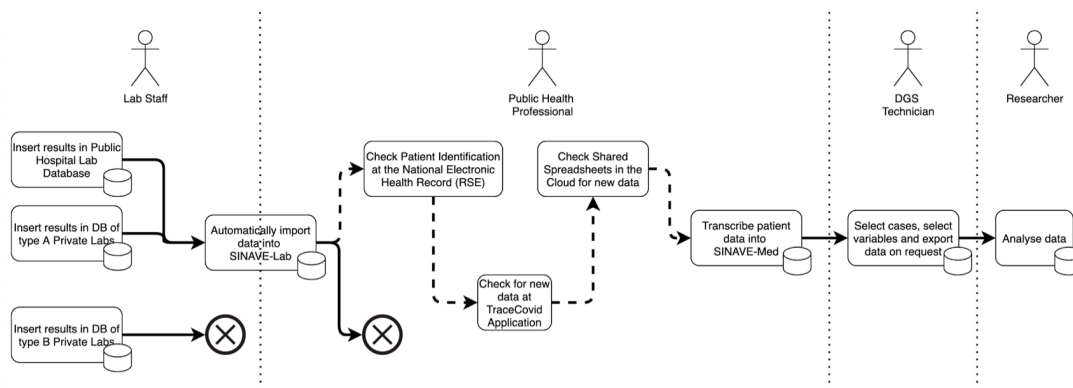 Lab Staff
Public Health
Professional
DGS
Technician
Researcher
Insert results in Public
Hospital Lab
Database
Check Patient Identification
at the National Electronic
Health Record (RSE)
Check Shared
Spreadsheets in the
Cloud for new data
Insert results in DB of
type A Private Labs
Automatically import
data into
SINAVE-Lab
Transcribe patient
data into
SINAVE-Med
Select cases, select
variables and export
data on request
Analyse data
Check for new
data at
TraceCovid
Application
Insert results in DB of
type B Private Labs